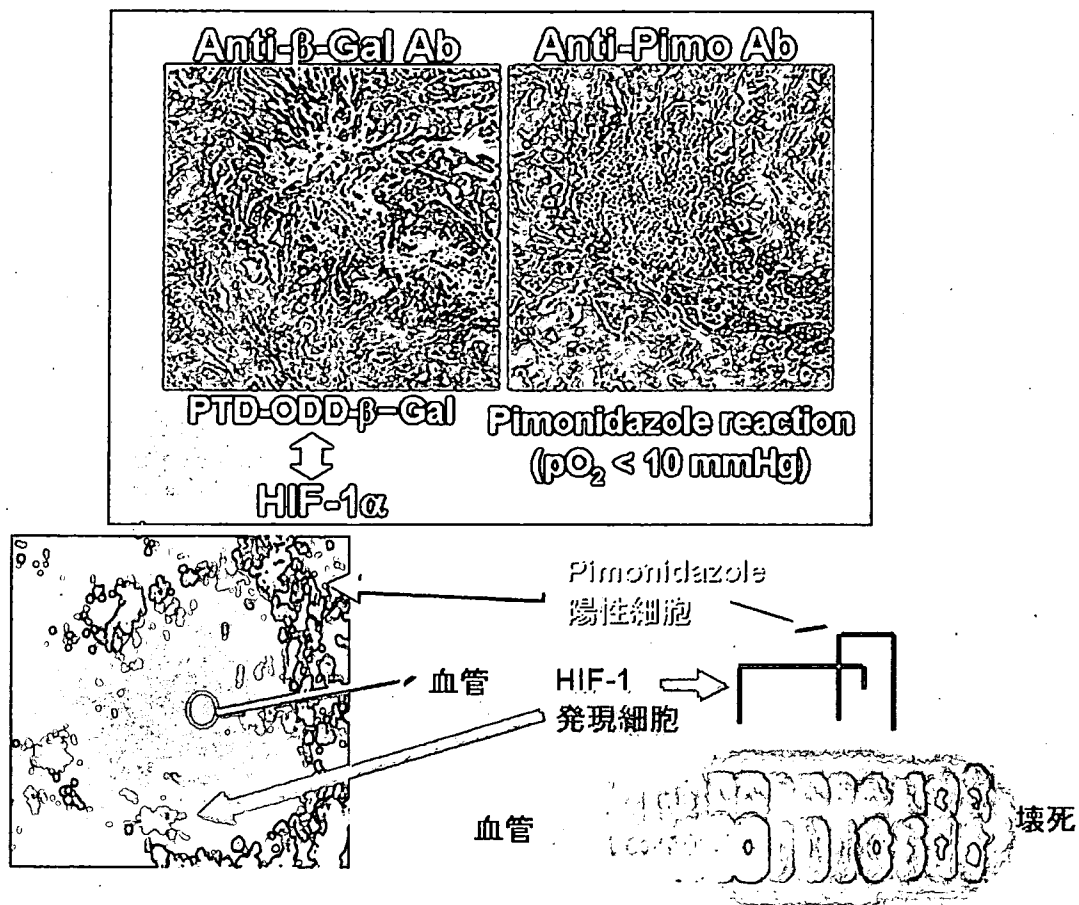 Anti-β-Gal Ab
Anti-Pimo Ab
PTD-ODD-β-Gal
HIF-1α
Pimonidazole reaction
(pO₂ < 10 mmHg)
Pimonidazole
陽性細胞
血管
HIF-1
発現細胞
血管
壊死